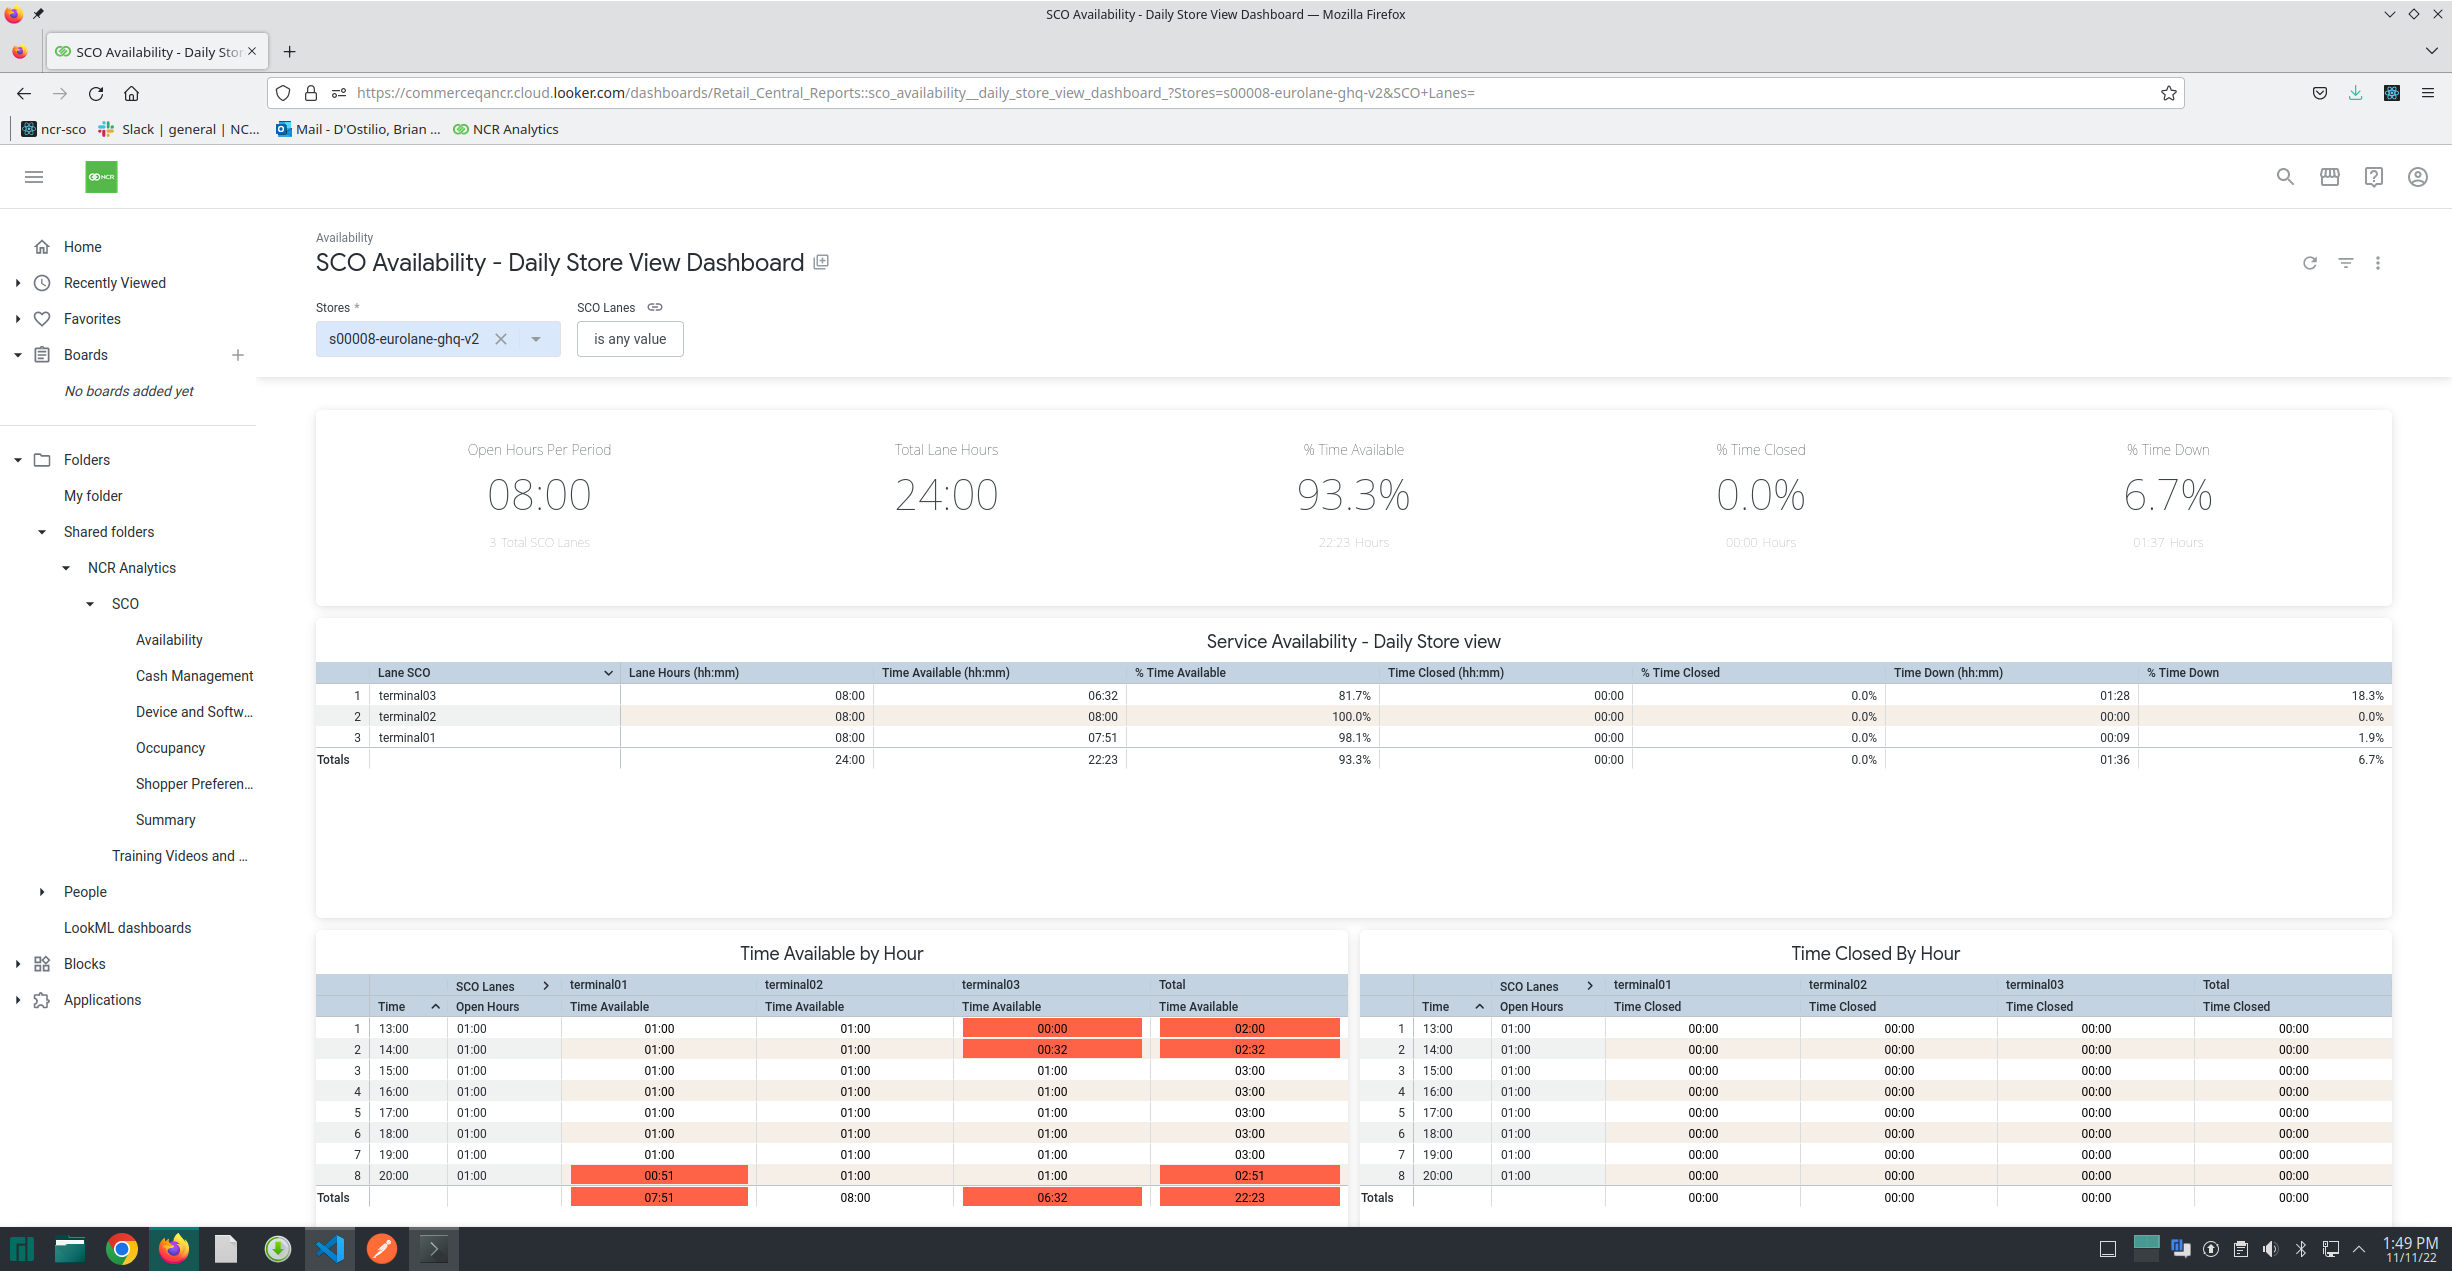 SCO Availability - Daily Store View Dashboard — Mozilla Firefox
SCO Availability - Daily Stor
https://commerceqancr.cloud.looker.com/dashboards/Retail_Central_Reports::sco_availability__daily_store_view_dashboard_?Stores=s00008-eurolane-ghq-v2&SCO+Lanes=
ncr-sco Slack | general | NC... Mail - D'Ostilio, Brian ... NCR Analytics
NCR
Home
Recently Viewed
Favorites
Boards
No boards added yet
Folders
My folder
Shared folders
NCR Analytics
SCO
Availability
Cash Management
Device and Softw...
Occupancy
Shopper Preferen...
Summary
Training Videos and ...
People
LookML dashboards
Blocks
Applications
Availability
SCO Availability - Daily Store View Dashboard
Stores * SCO Lanes
s00008-eurolane-ghq-v2 is any value
Open Hours Per Period Total Lane Hours % Time Available % Time Closed % Time Down
08:00 24:00 93.3% 0.0% 6.7%
3 Total SCO Lanes 22:23 Hours 00:00 Hours 01:37 Hours
Service Availability - Daily Store view
Lane SCO Lane Hours (hh:mm) Time Available (hh:mm) % Time Available Time Closed (hh:mm) % Time Closed Time Down (hh:mm) % Time Down
1 terminal03 08:00 06:32 81.7% 00:00 0.0% 01:28 18.3%
2 terminal02 08:00 08:00 100.0% 00:00 0.0% 00:00 0.0%
3 terminal01 08:00 07:51 98.1% 00:00 0.0% 00:09 1.9%
Totals 24:00 22:23 93.3% 00:00 0.0% 01:36 6.7%
Time Available by Hour
SCO Lanes terminal01 terminal02 terminal03 Total
Time Open Hours Time Available Time Available Time Available Time Available
1 13:00 01:00 01:00 01:00 00:00 02:00
2 14:00 01:00 01:00 01:00 00:32 02:32
3 15:00 01:00 01:00 01:00 01:00 03:00
4 16:00 01:00 01:00 01:00 01:00 03:00
5 17:00 01:00 01:00 01:00 01:00 03:00
6 18:00 01:00 01:00 01:00 01:00 03:00
7 19:00 01:00 01:00 01:00 01:00 03:00
8 20:00 01:00 00:51 01:00 01:00 02:51
Totals 07:51 08:00 06:32 22:23
Time Closed By Hour
SCO Lanes terminal01 terminal02 terminal03 Total
Time Open Hours Time Closed Time Closed Time Closed Time Closed
1 13:00 01:00 00:00 00:00 00:00 00:00
2 14:00 01:00 00:00 00:00 00:00 00:00
3 15:00 01:00 00:00 00:00 00:00 00:00
4 16:00 01:00 00:00 00:00 00:00 00:00
5 17:00 01:00 00:00 00:00 00:00 00:00
6 18:00 01:00 00:00 00:00 00:00 00:00
7 19:00 01:00 00:00 00:00 00:00 00:00
8 20:00 01:00 00:00 00:00 00:00 00:00
Totals 00:00 00:00 00:00 00:00
1:49 PM
11/11/22